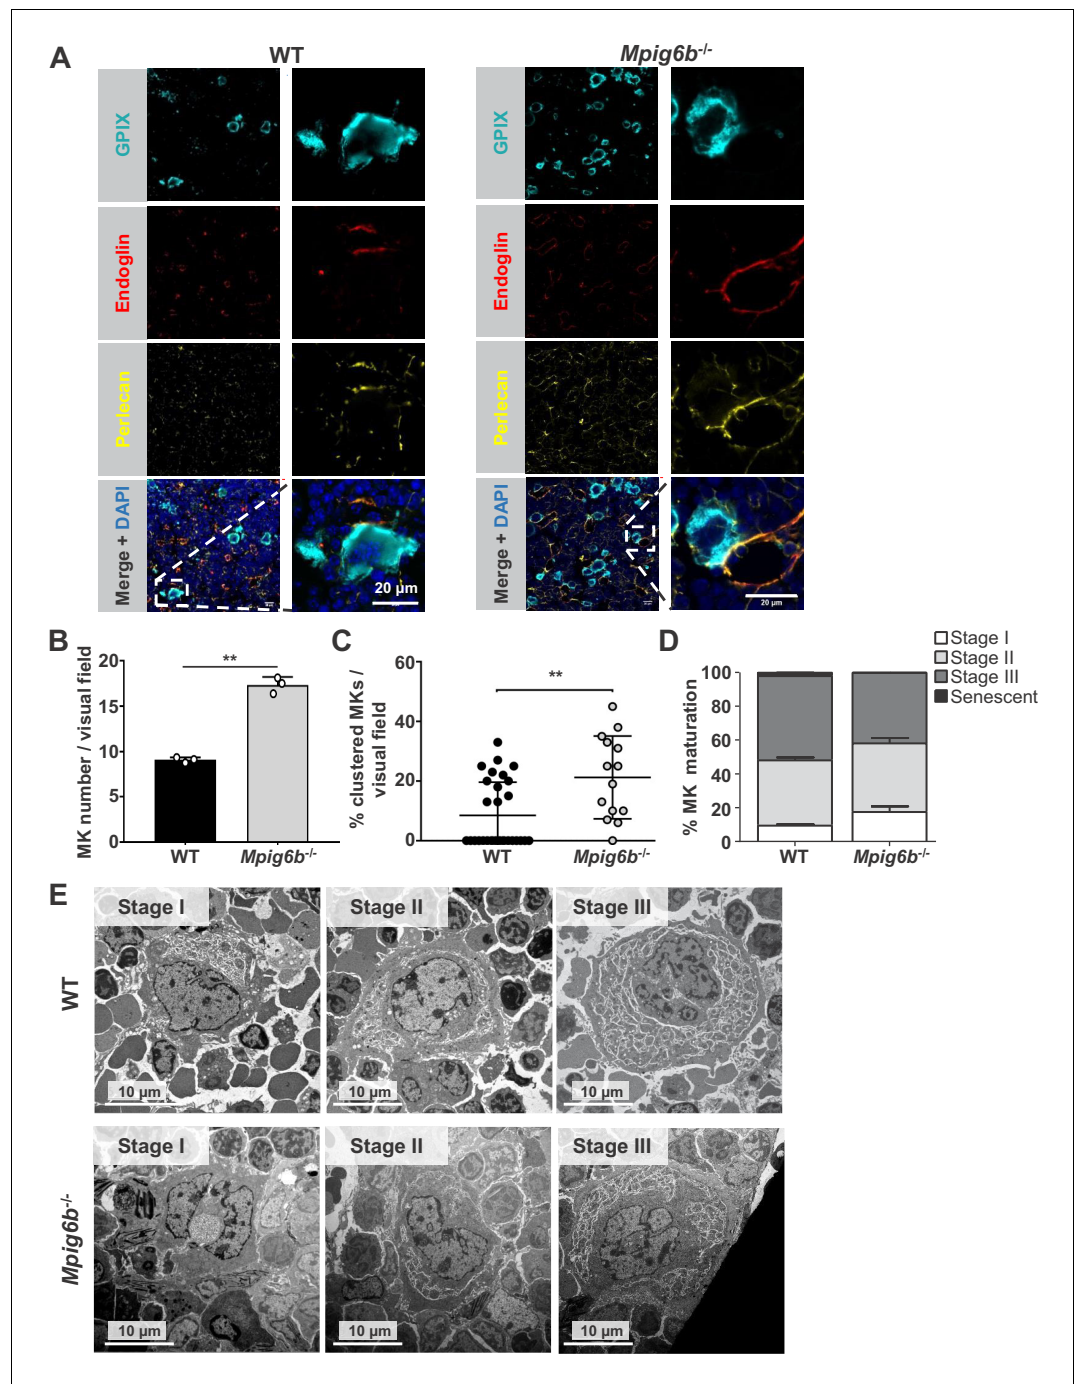 A
WT
Mpig6b-/-
GPIX
GPIX
Endoglin
Endoglin
Perlecan
Perlecan
Merge + DAPI
20 µm
Merge + DAPI
20 µm
B
MK number / visual field
20
15
10
5
0
**
WT
Mpig6b-/-
C
% clustered MKs /
visual field
60
40
20
0
**
WT
Mpig6b-/-
D
% MK maturation
100
80
60
40
20
0
WT
Mpig6b-/-
Stage I
Stage II
Stage III
Senescent
E
WT
Stage I
10 µm
Stage II
10 µm
Stage III
10 µm
Mpig6b-/-
Stage I
10 µm
Stage II
10 µm
Stage III
10 µm